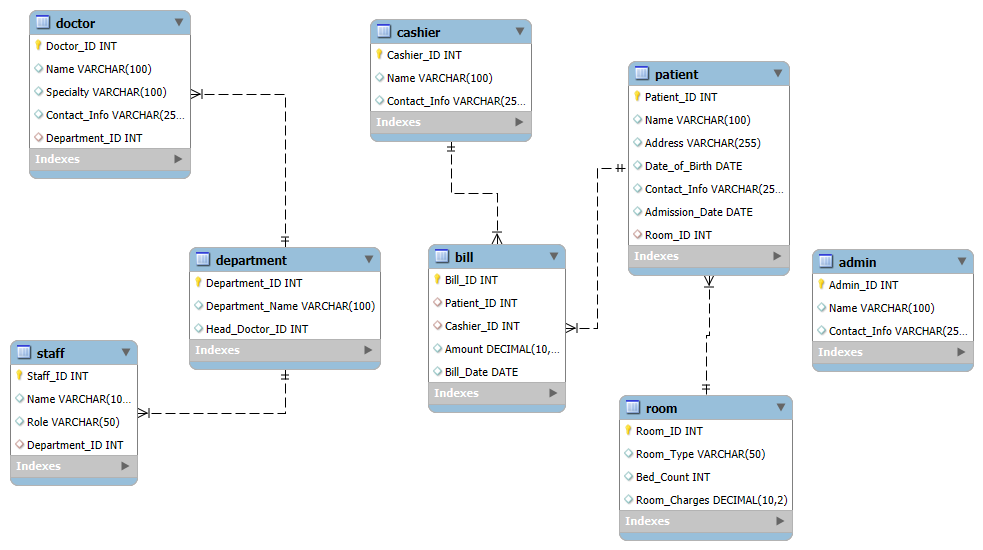 doctor
Doctor_ID INT
Name VARCHAR(100)
Specialty VARCHAR(100)
Contact_Info VARCHAR(25...
Department_ID INT
Indexes
cashier
Cashier_ID INT
Name VARCHAR(100)
Contact_Info VARCHAR(25...
Indexes
patient
Patient_ID INT
Name VARCHAR(100)
Address VARCHAR(255)
Date_of_Birth DATE
Contact_Info VARCHAR(25...
Admission_Date DATE
Room_ID INT
Indexes
department
Department_ID INT
Department_Name VARCHAR(100)
Head_Doctor_ID INT
Indexes
bill
Bill_ID INT
Patient_ID INT
Cashier_ID INT
Amount DECIMAL(10,...
Bill_Date DATE
Indexes
admin
Admin_ID INT
Name VARCHAR(100)
Contact_Info VARCHAR(25...
Indexes
staff
Staff_ID INT
Name VARCHAR(10...
Role VARCHAR(50)
Department_ID INT
Indexes
room
Room_ID INT
Room_Type VARCHAR(50)
Bed_Count INT
Room_Charges DECIMAL(10,2)
Indexes